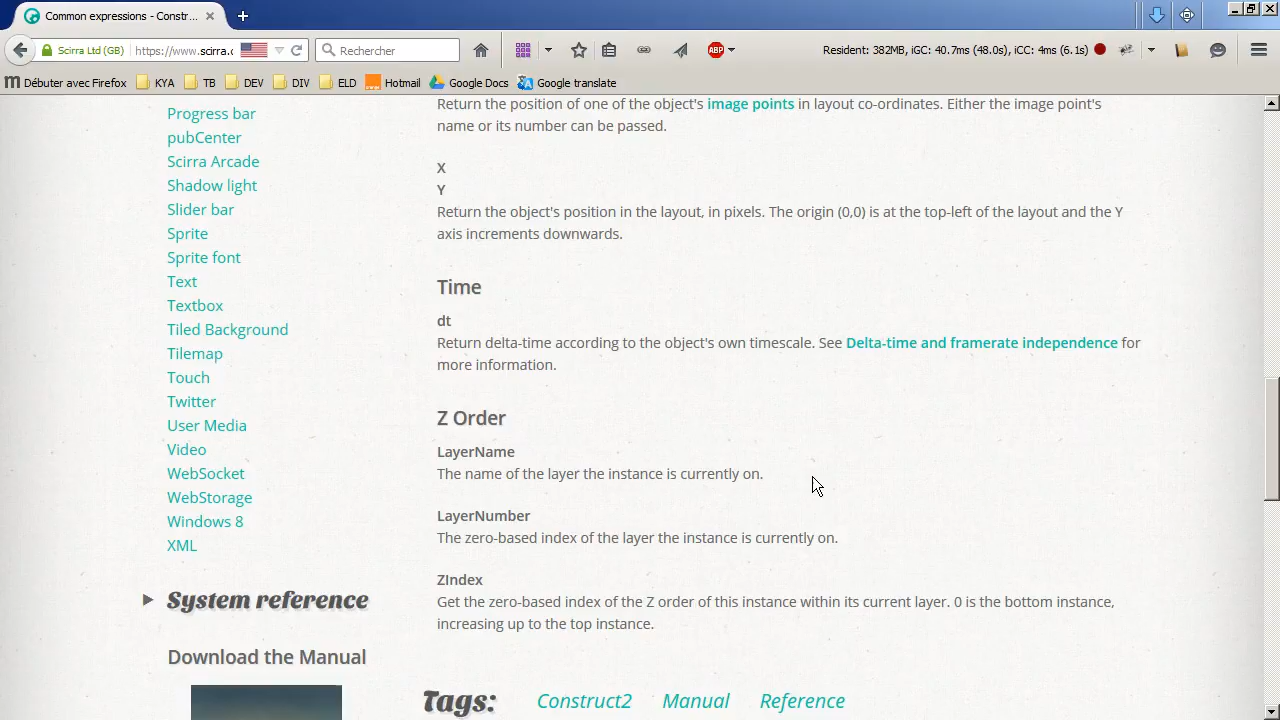 Common expressions - Constr...
Scirra Ltd (GB)
https://www.scirra.c
Rechercher
ABP
Resident: 382MB, iGC: 40.7ms (48.0s), iCC: 4ms (6.1s)
Débuter avec Firefox
KYA
TB
DEV
DIV
ELD
Hotmail
Google Docs
Google translate
Progress bar
pubCenter
Scirra Arcade
Shadow light
Slider bar
Sprite
Sprite font
Text
Textbox
Tiled Background
Tilemap
Touch
Twitter
User Media
Video
WebSocket
WebStorage
Windows 8
XML
System reference
Download the Manual
Return the position of one of the object's image points in layout co-ordinates. Either the image point's
name or its number can be passed.
X
Y
Return the object's position in the layout, in pixels. The origin (0,0) is at the top-left of the layout and the Y
axis increments downwards.
Time
dt
Return delta-time according to the object's own timescale. See Delta-time and framerate independence for
more information.
Z Order
LayerName
The name of the layer the instance is currently on.
LayerNumber
The zero-based index of the layer the instance is currently on.
ZIndex
Get the zero-based index of the Z order of this instance within its current layer. 0 is the bottom instance,
increasing up to the top instance.
Tags: Construct2 Manual Reference